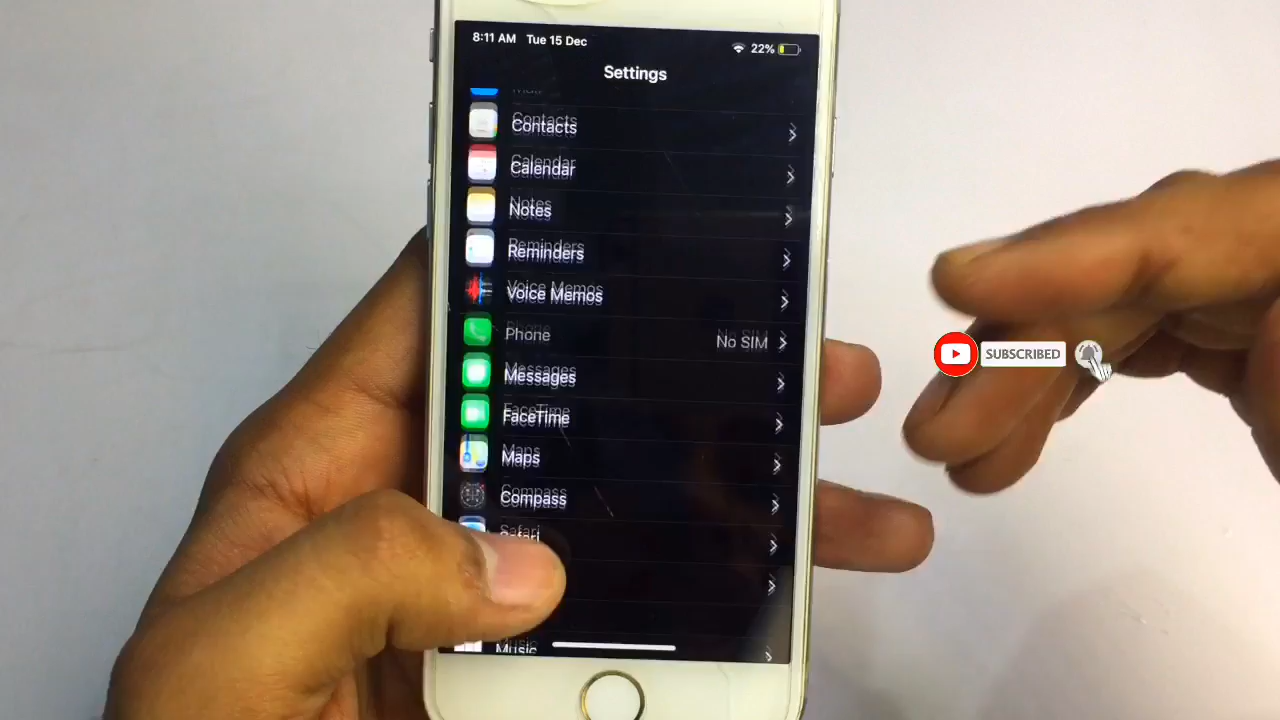 8:11 AM Tue 15 Dec 22%
Settings
Mail
Contacts
Calendar
Notes
Reminders
Voice Memos
Phone No SIM
Messages
FaceTime
Maps
Compass
Safari
Music
SUBSCRIBED